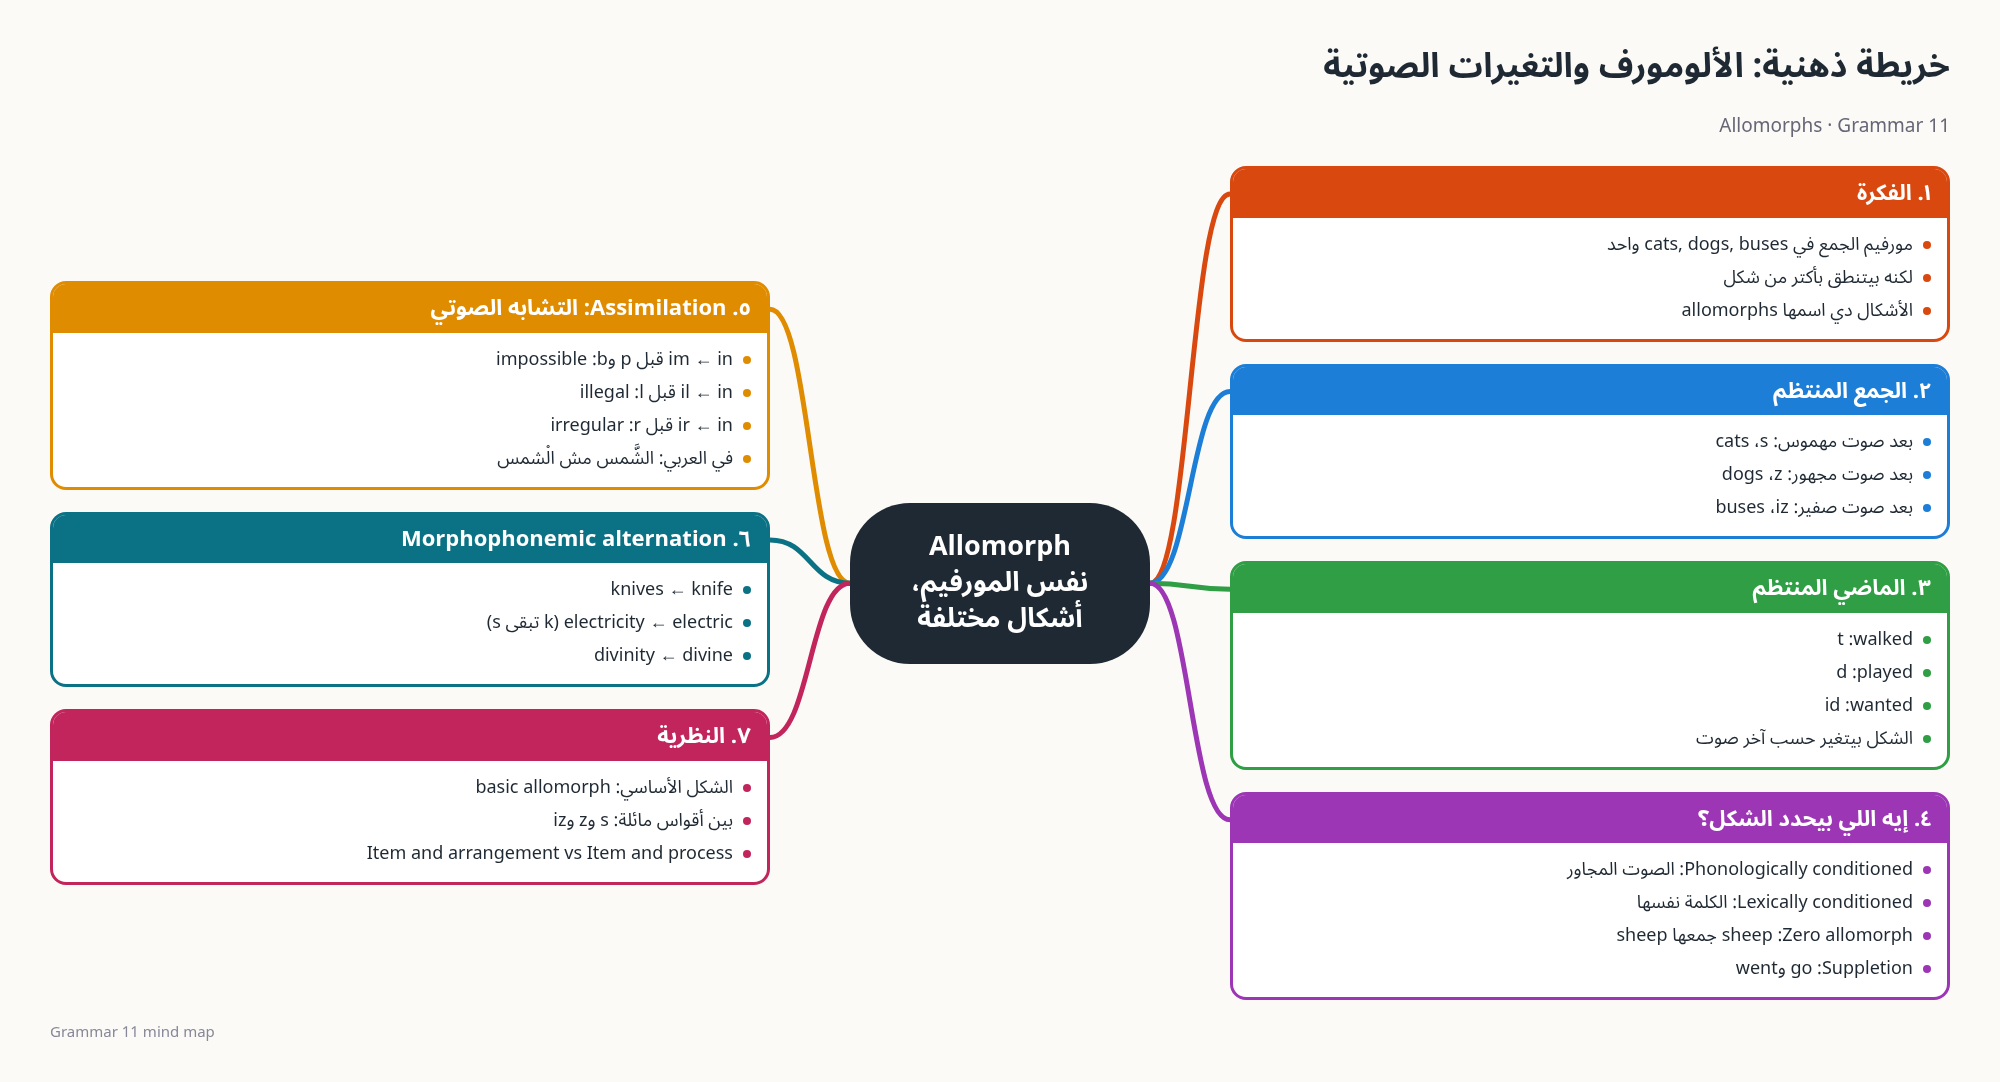 خريطة ذهنية: الألومورف والتغيرات الصوتية
Allomorphs · Grammar 11
١. الفكرة
مورفيم الجمع في cats, dogs, buses واحد
لكنه بيتنطق بأكتر من شكل
الأشكال دي اسمها allomorphs
٢. الجمع المنتظم
بعد صوت مهموس: s، cats
بعد صوت مجهور: z، dogs
بعد صوت صفير: iz، buses
٣. الماضي المنتظم
walked: t
played: d
wanted: id
الشكل بيتغير حسب آخر صوت
٤. إيه اللي بيحدد الشكل؟
Phonologically conditioned: الصوت المجاور
Lexically conditioned: الكلمة نفسها
Zero allomorph: sheep جمعها sheep
Suppletion: go وwent
Allomorph
نفس المورفيم،
أشكال مختلفة
٥. Assimilation: التشابه الصوتي
in ← im قبل p وb: impossible
in ← il قبل l: illegal
in ← ir قبل r: irregular
في العربي: الشَّمس مش الْشمس
٦. Morphophonemic alternation
knife ← knives
electric ← electricity (k تبقى s)
divine ← divinity
٧. النظرية
الشكل الأساسي: basic allomorph
بين أقواس مائلة: s وz وiz
Item and arrangement vs Item and process
Grammar 11 mind map